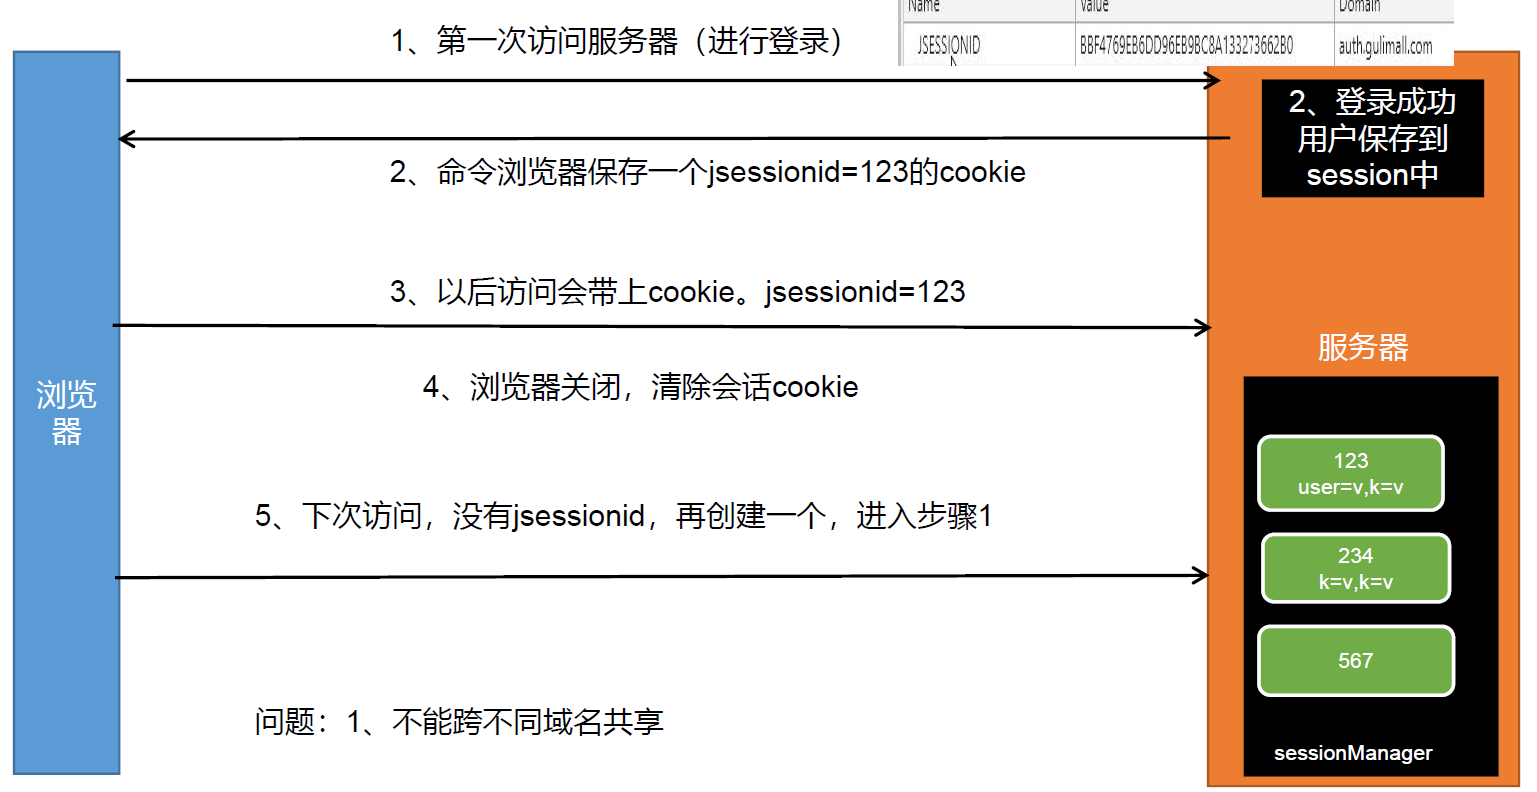 Name Value Domain
1、第一次访问服务器（进行登录）
JSESSIONID BBF4769EB6DD96EB9BC8A133273662B0 auth.gulimall.com
2、登录成功
用户保存到
session中
2、命令浏览器保存一个jsessionid=123的cookie
3、以后访问会带上cookie。jsessionid=123
服务器
4、浏览器关闭，清除会话cookie
浏览
器
123
user=v,k=v
5、下次访问，没有jsessionid，再创建一个，进入步骤1
234
k=v,k=v
567
问题：1、不能跨不同域名共享
sessionManager